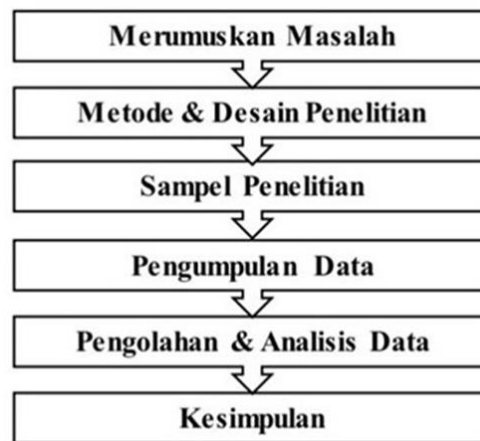 Merumuskan Masalah
Metode & Desain Penelitian
Sampel Penelitian
Pengumpulan Data
Pengolahan & Analisis Data
Kesimpulan